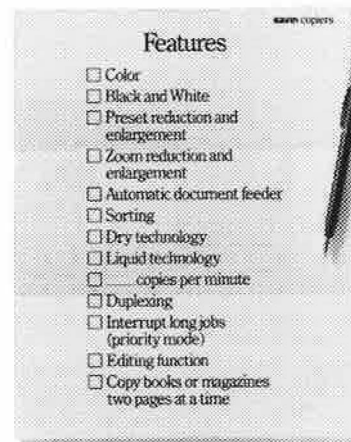 savin copiers
Features
Color
Black and White
Preset reduction and
enlargement
Zoom reduction and
enlargement
Automatic document feeder
Sorting
Dry technology
Liquid technology
____ copies per minute
Duplexing
Interrupt long jobs
(priority mode)
Editing function
Copy books or magazines
two pages at a time